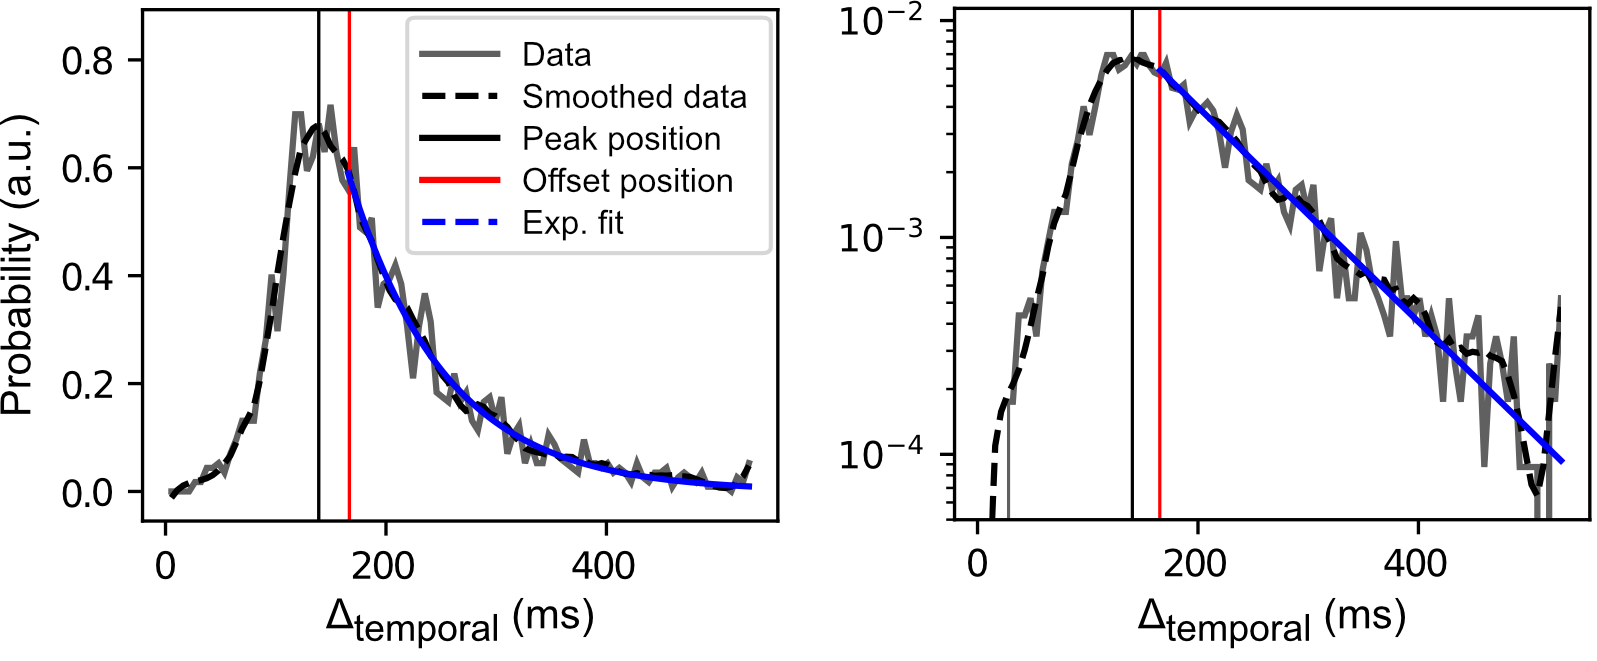 Probability (a.u.)
0.8
0.6
0.4
0.2
0.0
0
200
400
Δtemporal (ms)
Data
Smoothed data
Peak position
Offset position
Exp. fit
10−2
10−3
10−4
0
200
400
Δtemporal (ms)